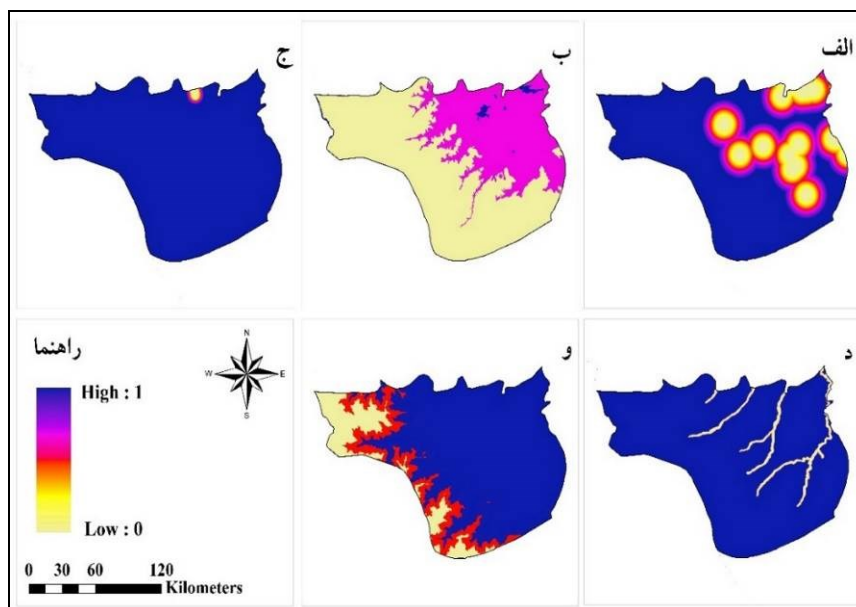 الف
ب
ج
د
و
راهنما
N
W E
S
High : 1
Low : 0
0 30 60 120
Kilometers